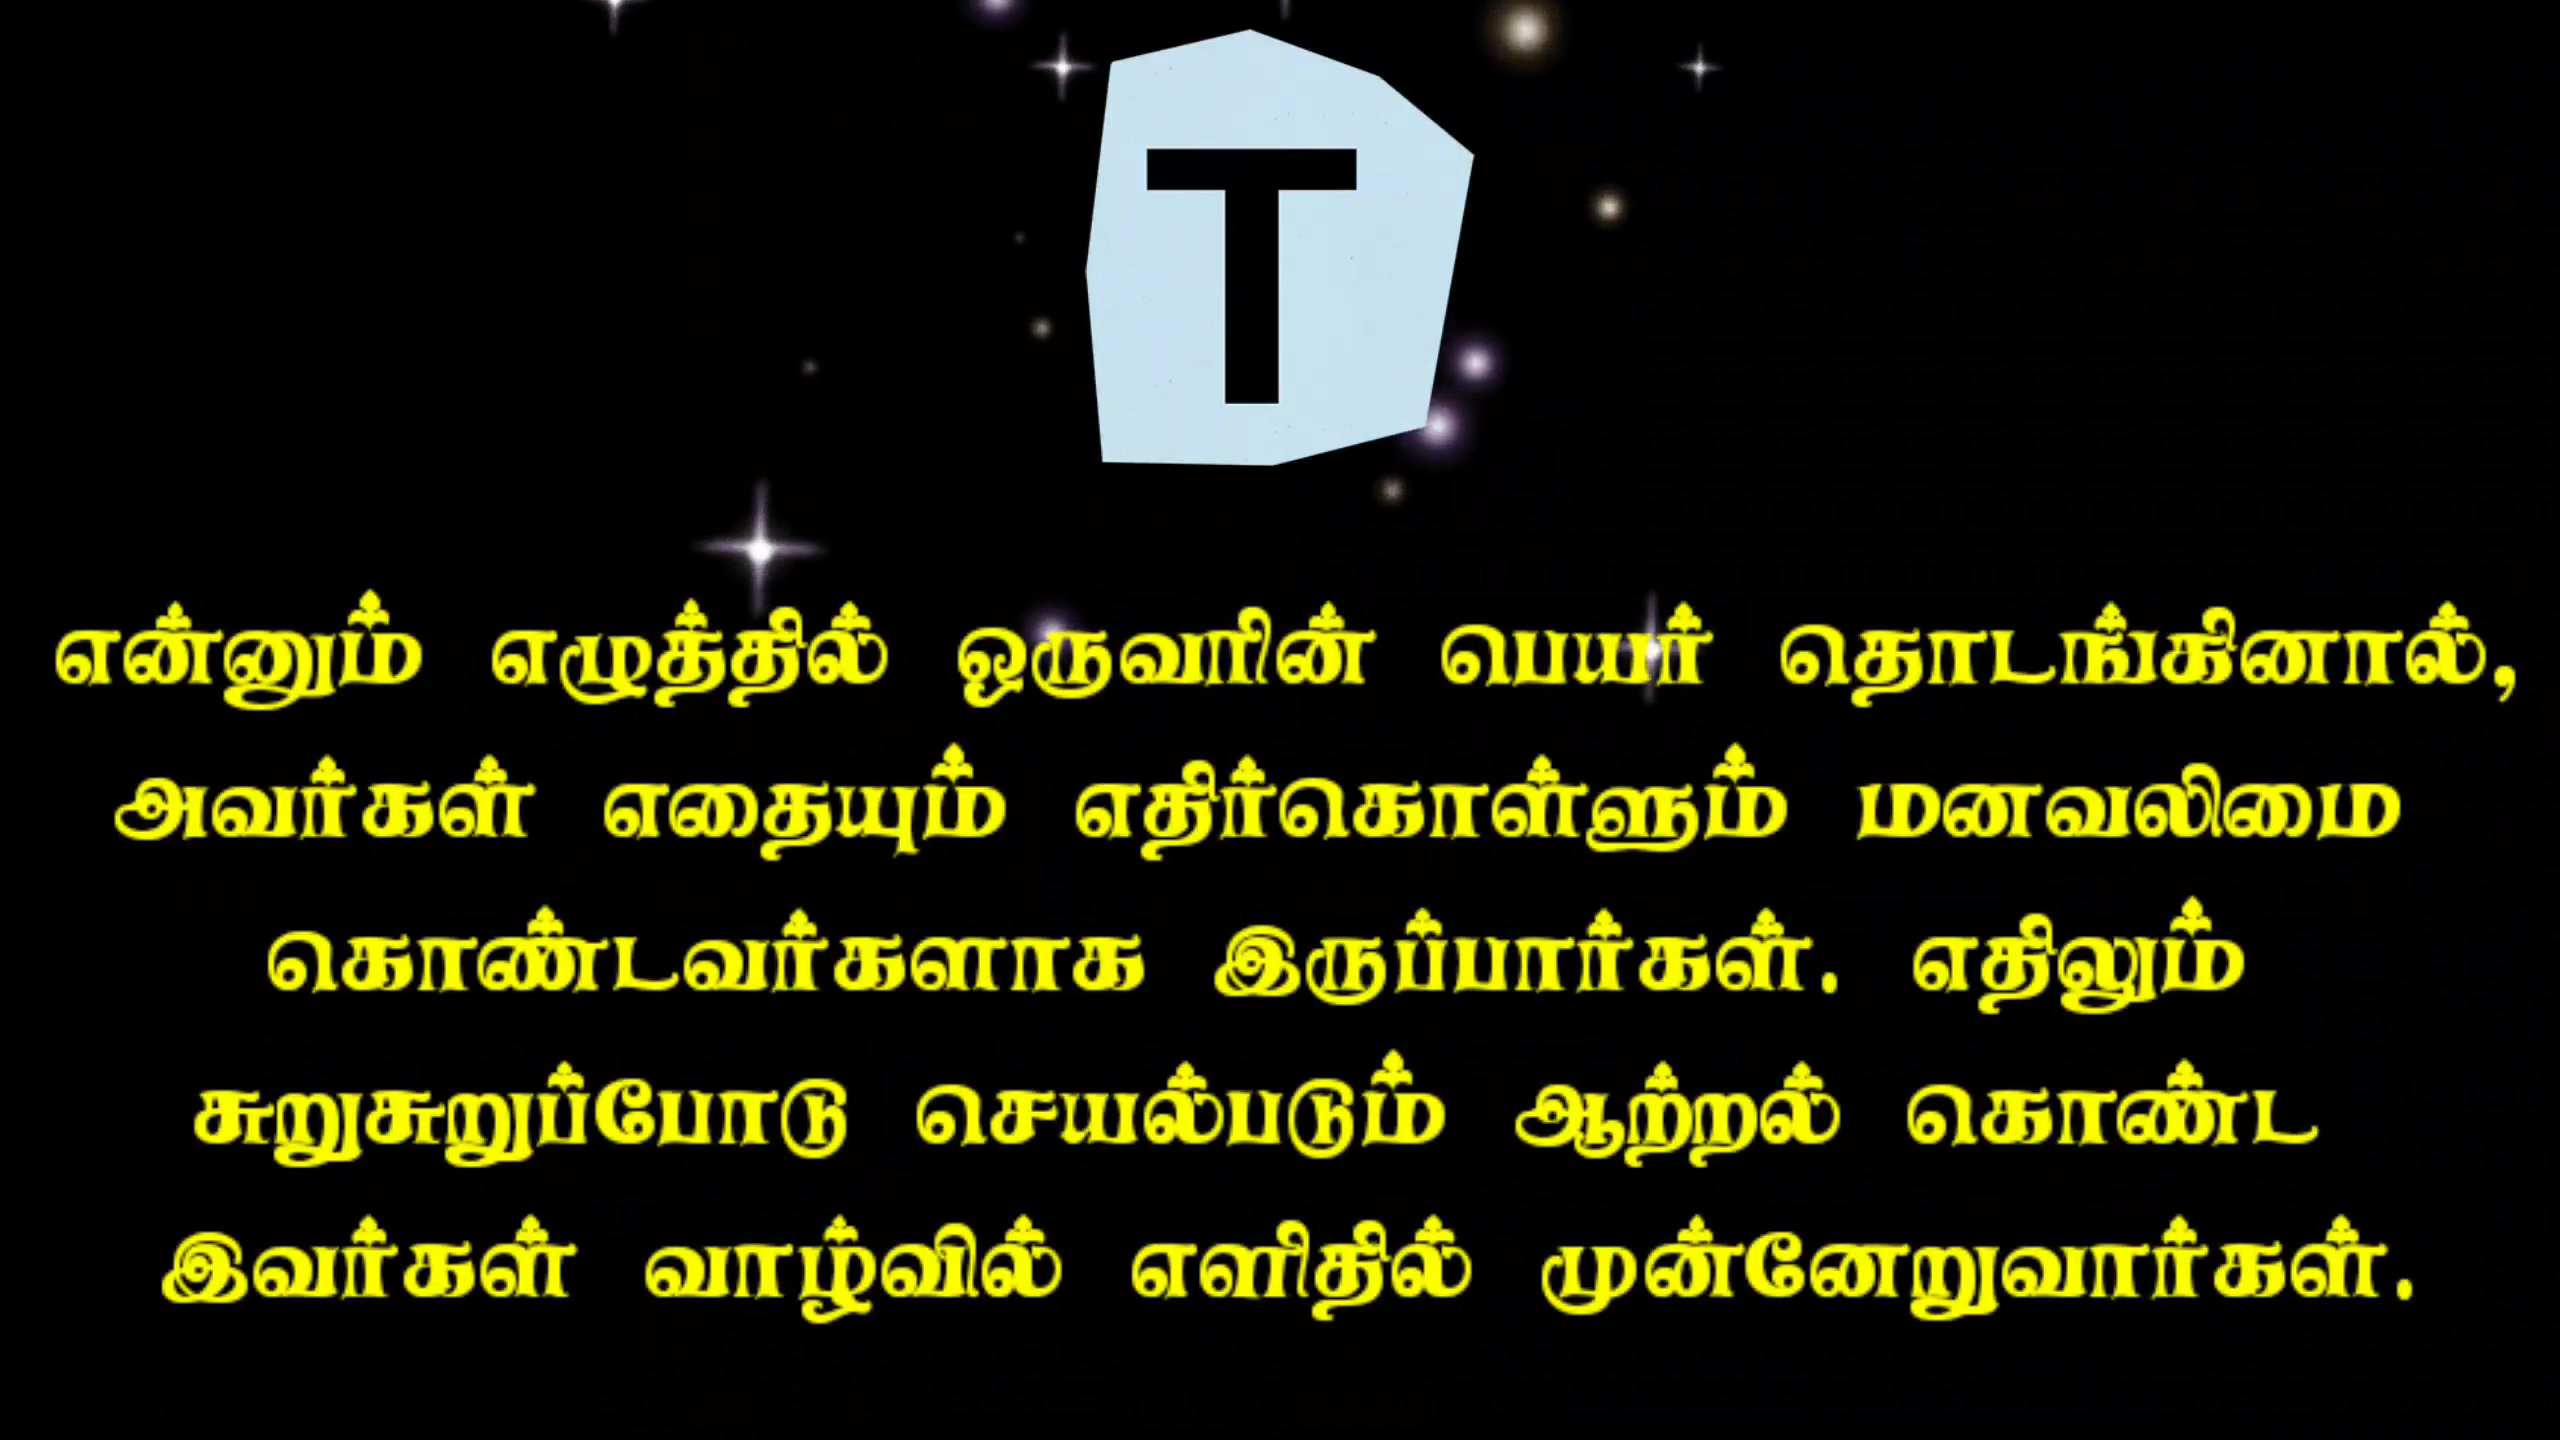 T
என்னும் எழுத்தில் ஒருவரின் பெயர் தொடங்கினால்,
அவர்கள் எதையும் எதிர்கொள்ளும் மனவலிமை
கொண்டவர்களாக இருப்பார்கள். எதிலும்
சுறுசுறுப்போடு செயல்படும் ஆற்றல் கொண்ட
இவர்கள் வாழ்வில் எளிதில் முன்னேறுவார்கள்.